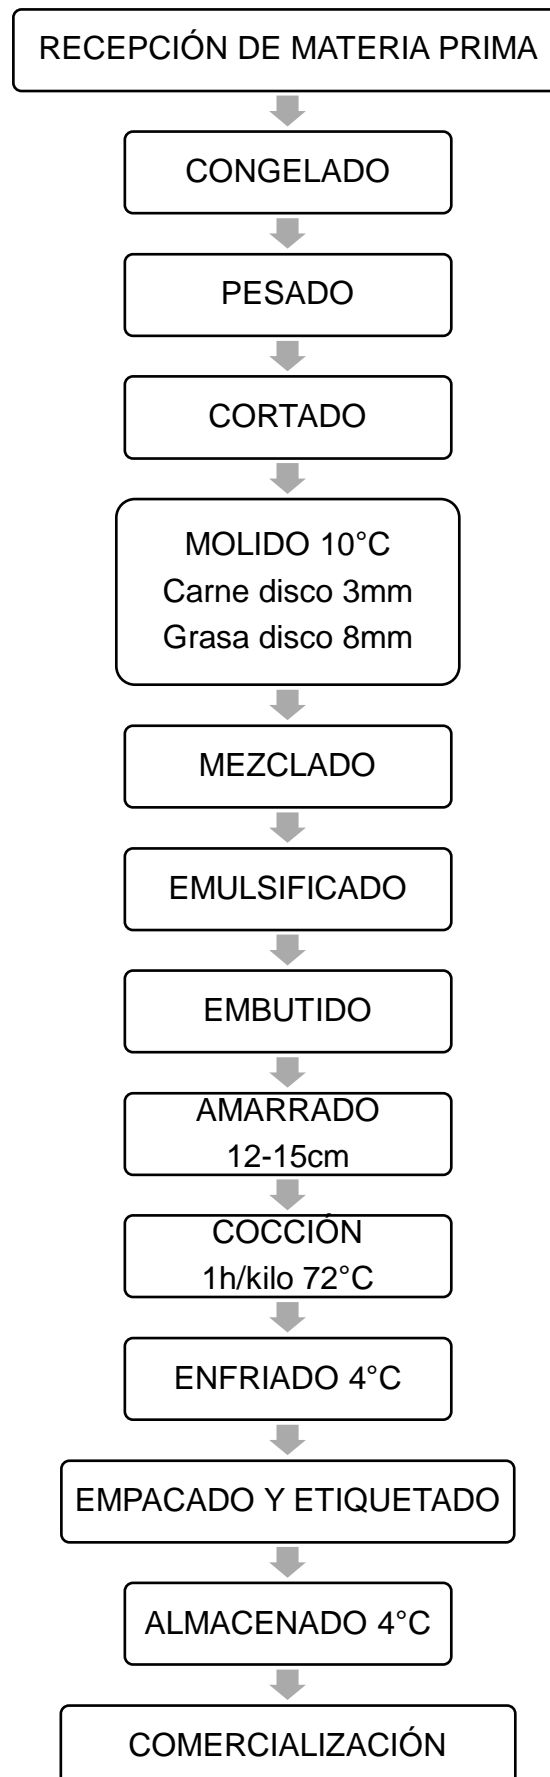 RECEPCIÓN DE MATERIA PRIMA
CONGELADO
PESADO
CORTADO
MOLIDO 10°C
Carne disco 3mm
Grasa disco 8mm
MEZCLADO
EMULSIFICADO
EMBUTIDO
AMARRADO
12-15cm
COCCIÓN
1h/kilo 72°C
ENFRIADO 4°C
EMPACADO Y ETIQUETADO
ALMACENADO 4°C
COMERCIALIZACIÓN